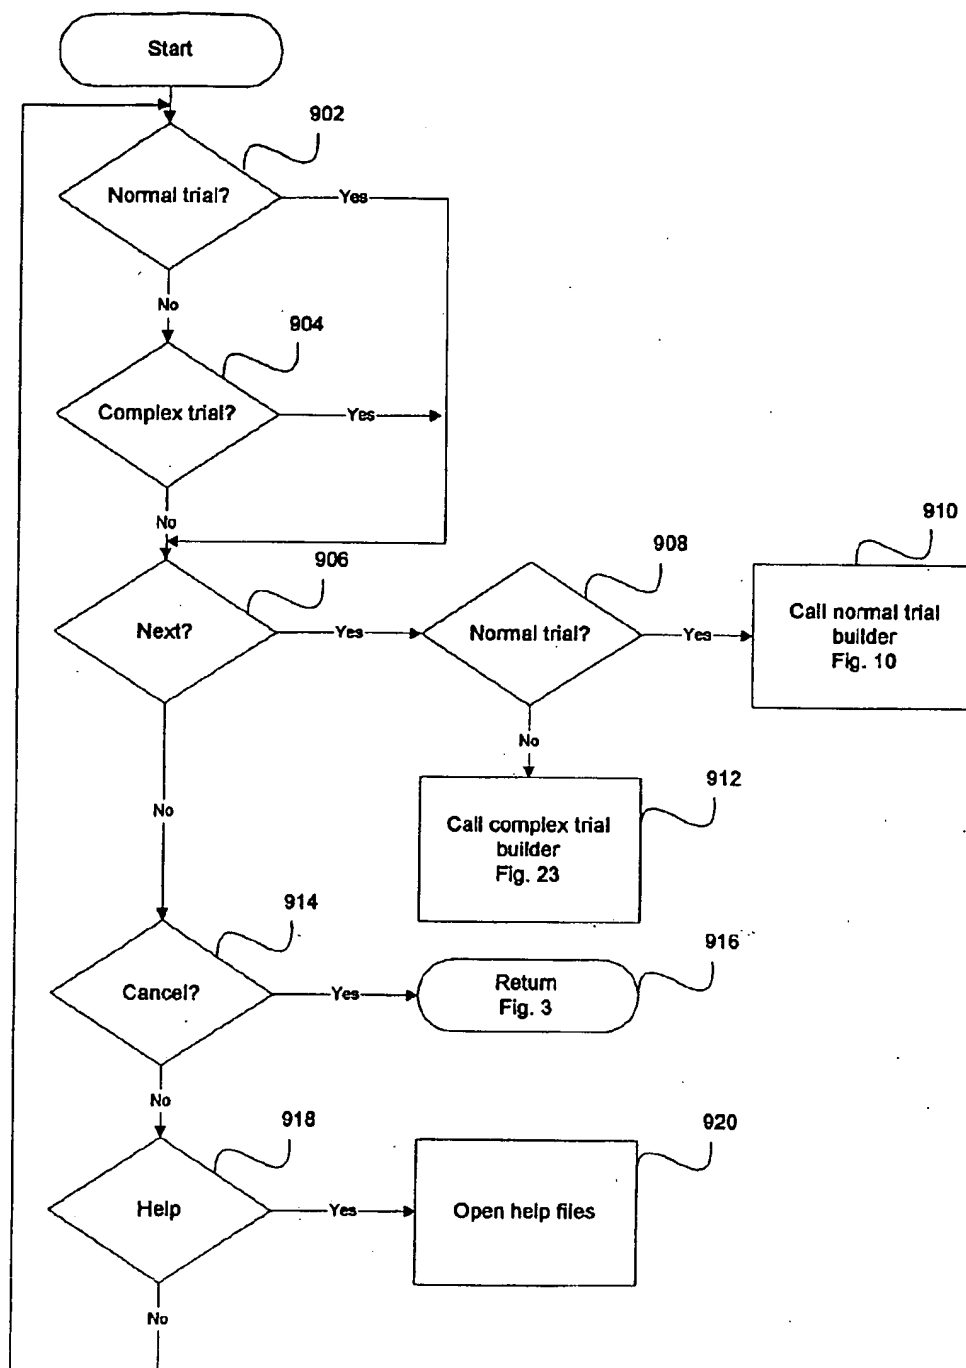 Start
902
Normal trial?
Yes
No
904
Complex trial?
Yes
No
906
Next?
Yes
908
Normal trial?
Yes
910
Call normal trial
builder
Fig. 10
No
912
Call complex trial
builder
Fig. 23
No
914
Cancel?
Yes
916
Return
Fig. 3
No
918
Help
Yes
920
Open help files
No